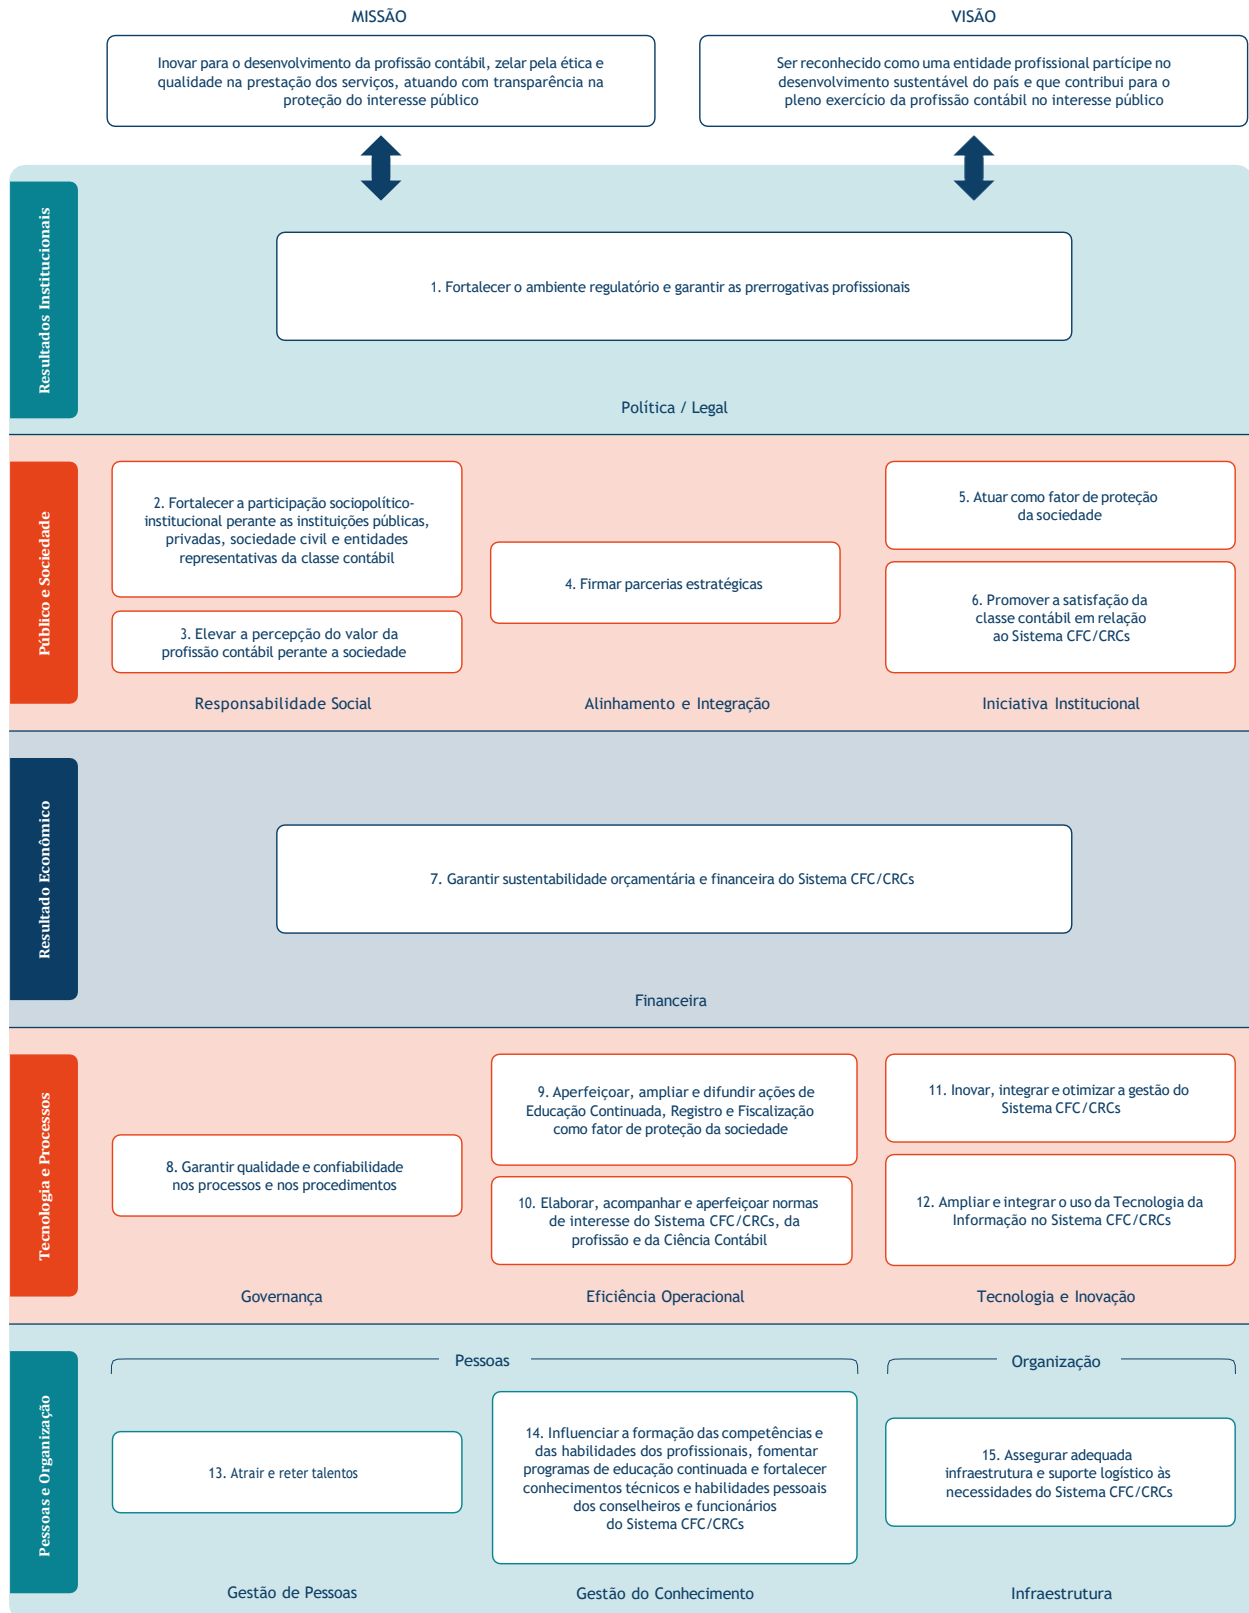 MISSÃO
Inovar para o desenvolvimento da profissão contábil, zelar pela ética e
qualidade na prestação dos serviços, atuando com transparência na
proteção do interesse público
VISÃO
Ser reconhecido como uma entidade profissional partícipe no
desenvolvimento sustentável do país e que contribui para o
pleno exercício da profissão contábil no interesse público
Resultados Institucionais
1. Fortalecer o ambiente regulatório e garantir as prerrogativas profissionais
Política / Legal
Público e Sociedade
2. Fortalecer a participação sociopolítico-
institucional perante as instituições públicas,
privadas, sociedade civil e entidades
representativas da classe contábil
3. Elevar a percepção do valor da
profissão contábil perante a sociedade
Responsabilidade Social
4. Firmar parcerias estratégicas
Alinhamento e Integração
5. Atuar como fator de proteção
da sociedade
6. Promover a satisfação da
classe contábil em relação
ao Sistema CFC/CRCs
Iniciativa Institucional
Resultado Econômico
7. Garantir sustentabilidade orçamentária e financeira do Sistema CFC/CRCs
Financeira
Tecnologia e Processos
8. Garantir qualidade e confiabilidade
nos processos e nos procedimentos
Governança
9. Aperfeiçoar, ampliar e difundir ações de
Educação Continuada, Registro e Fiscalização
como fator de proteção da sociedade
10. Elaborar, acompanhar e aperfeiçoar normas
de interesse do Sistema CFC/CRCs, da
profissão e da Ciência Contábil
Eficiência Operacional
11. Inovar, integrar e otimizar a gestão do
Sistema CFC/CRCs
12. Ampliar e integrar o uso da Tecnologia da
Informação no Sistema CFC/CRCs
Tecnologia e Inovação
Pessoas e Organização
Pessoas
13. Atrair e reter talentos
Gestão de Pessoas
14. Influenciar a formação das competências e
das habilidades dos profissionais, fomentar
programas de educação continuada e fortalecer
conhecimentos técnicos e habilidades pessoais
dos conselheiros e funcionários
do Sistema CFC/CRCs
Gestão do Conhecimento
Organização
15. Assegurar adequada
infraestrutura e suporte logístico às
necessidades do Sistema CFC/CRCs
Infraestrutura